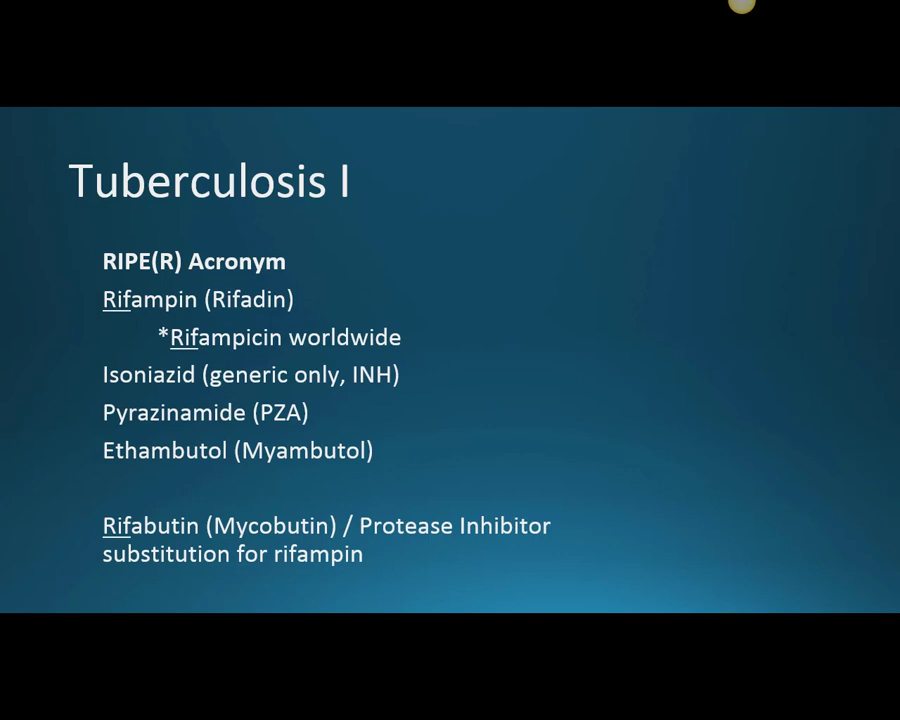 Tuberculosis I
RIPE(R) Acronym
Rifampin (Rifadin)
*Rifampicin worldwide
Isoniazid (generic only, INH)
Pyrazinamide (PZA)
Ethambutol (Myambutol)
Rifabutin (Mycobutin) / Protease Inhibitor
substitution for rifampin